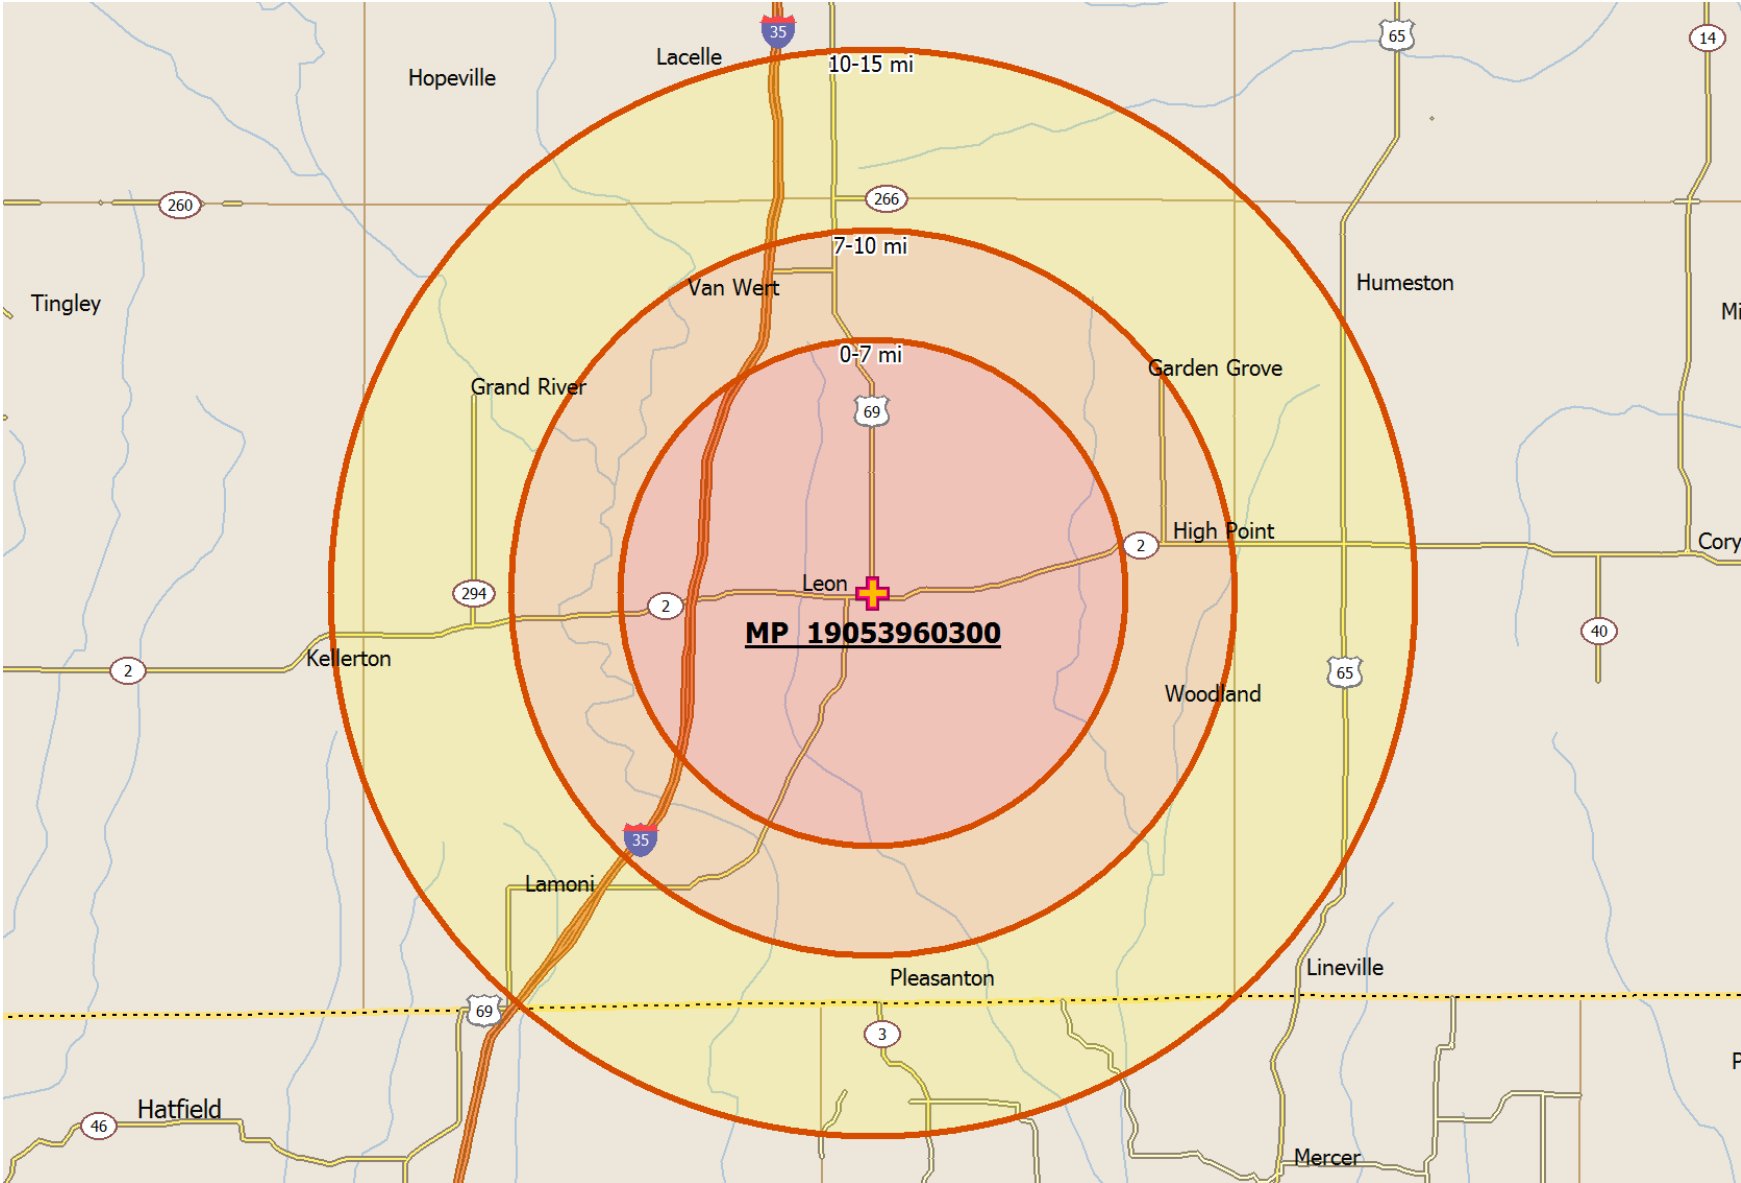 35
65
14
Lacelle
10-15 mi
Hopeville
260
266
7-10 mi
Van Wert
Humeston
Tingley
Mi
0-7 mi
Garden Grove
Grand River
69
High Point
2
Cory
Leon
294
2
MP 19053960300
40
Kellerton
2
65
Woodland
35
Lamoni
Pleasanton
Lineville
69
3
P
Hatfield
46
Mercer